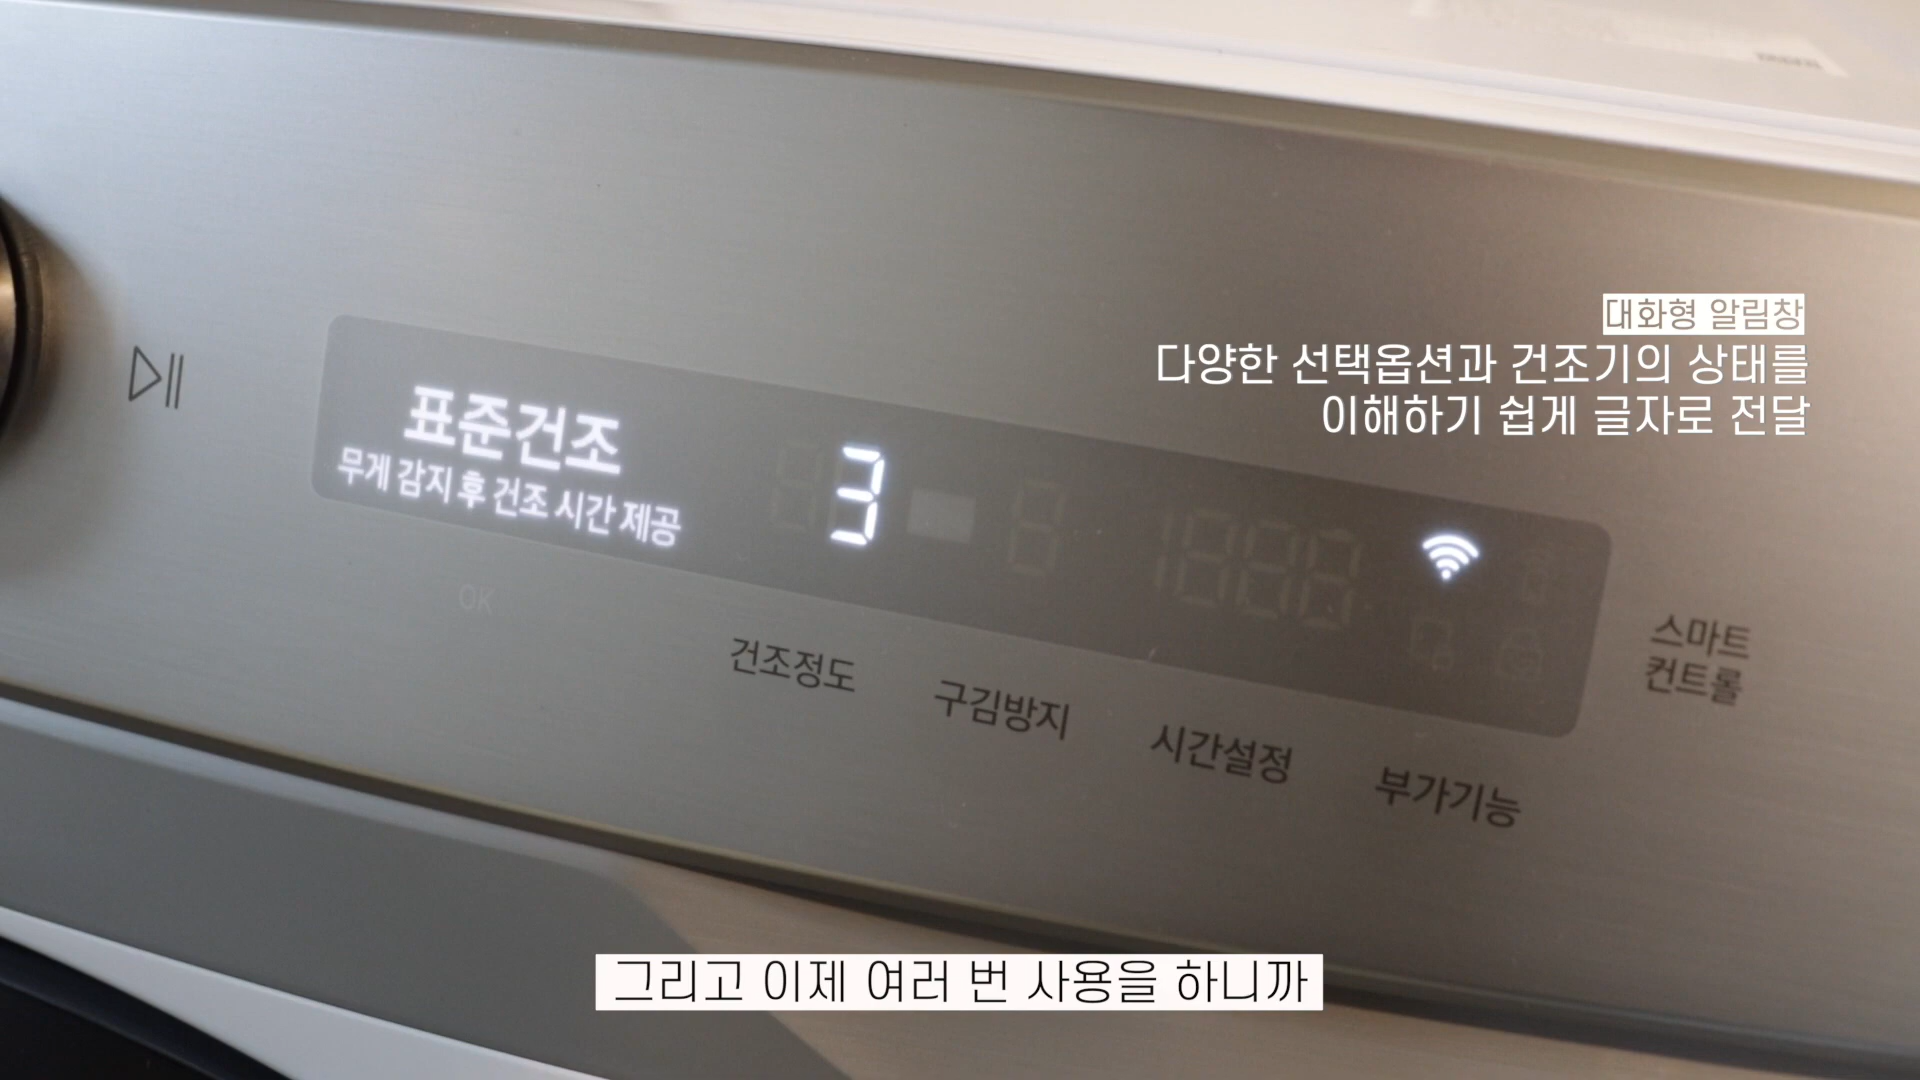 대화형 알림창
다양한 선택옵션과 건조기의 상태를
이해하기 쉽게 글자로 전달
표준건조
무게 감지 후 건조 시간 제공
3
OK
건조정도
구김방지
시간설정
부가기능
스마트
컨트롤
그리고 이제 여러 번 사용을 하니까